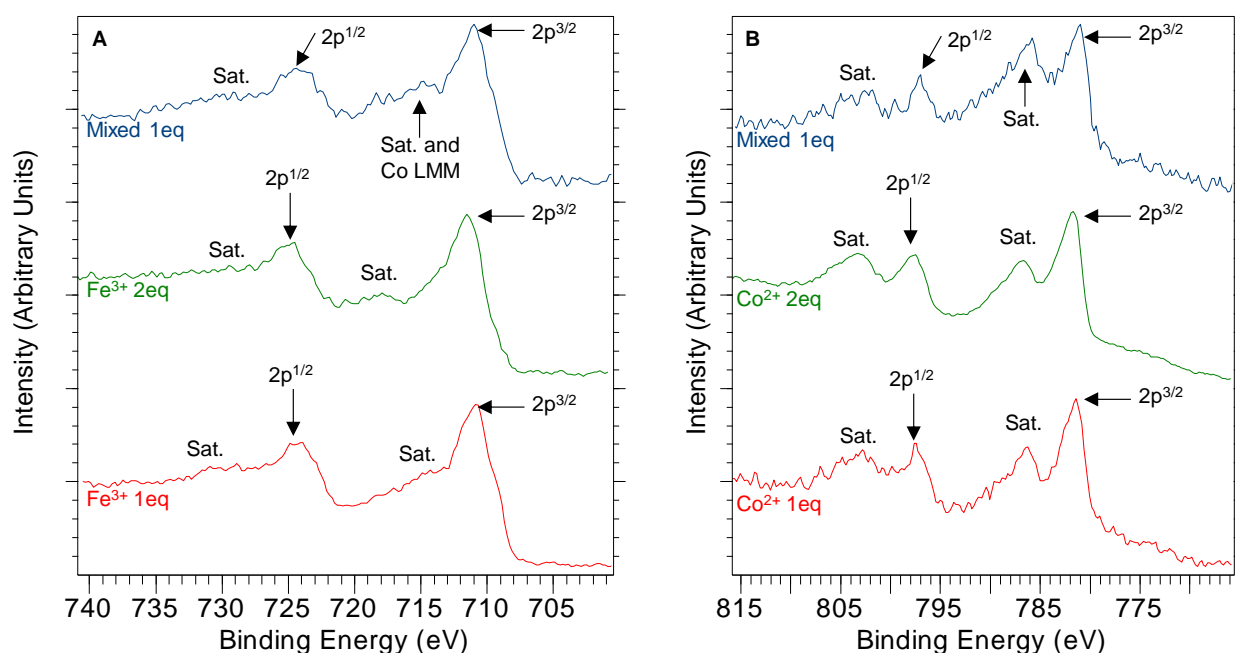 A
2p1/2
2p3/2
Sat.
Mixed 1eq
Sat. and
Co LMM
2p1/2
2p3/2
Sat.
Sat.
Fe3+ 2eq
2p1/2
2p3/2
Sat.
Sat.
Fe3+ 1eq
Intensity (Arbitrary Units)
740 735 730 725 720 715 710 705
Binding Energy (eV)
B
2p1/2
2p3/2
Sat.
Sat.
Mixed 1eq
2p1/2
2p3/2
Sat.
Sat.
Co2+ 2eq
2p1/2
2p3/2
Sat.
Sat.
Co2+ 1eq
Intensity (Arbitrary Units)
815 805 795 785 775
Binding Energy (eV)